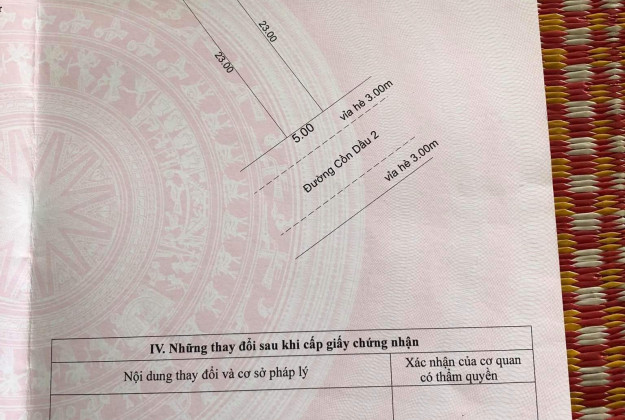 23.00
23.00
5.00
vỉa hè 3.00m
Đường Cồn Dầu 2
vỉa hè 3.00m
IV. Những thay đổi sau khi cấp giấy chứng nhận
Nội dung thay đổi và cơ sở pháp lý
Xác nhận của cơ quan
có thẩm quyền